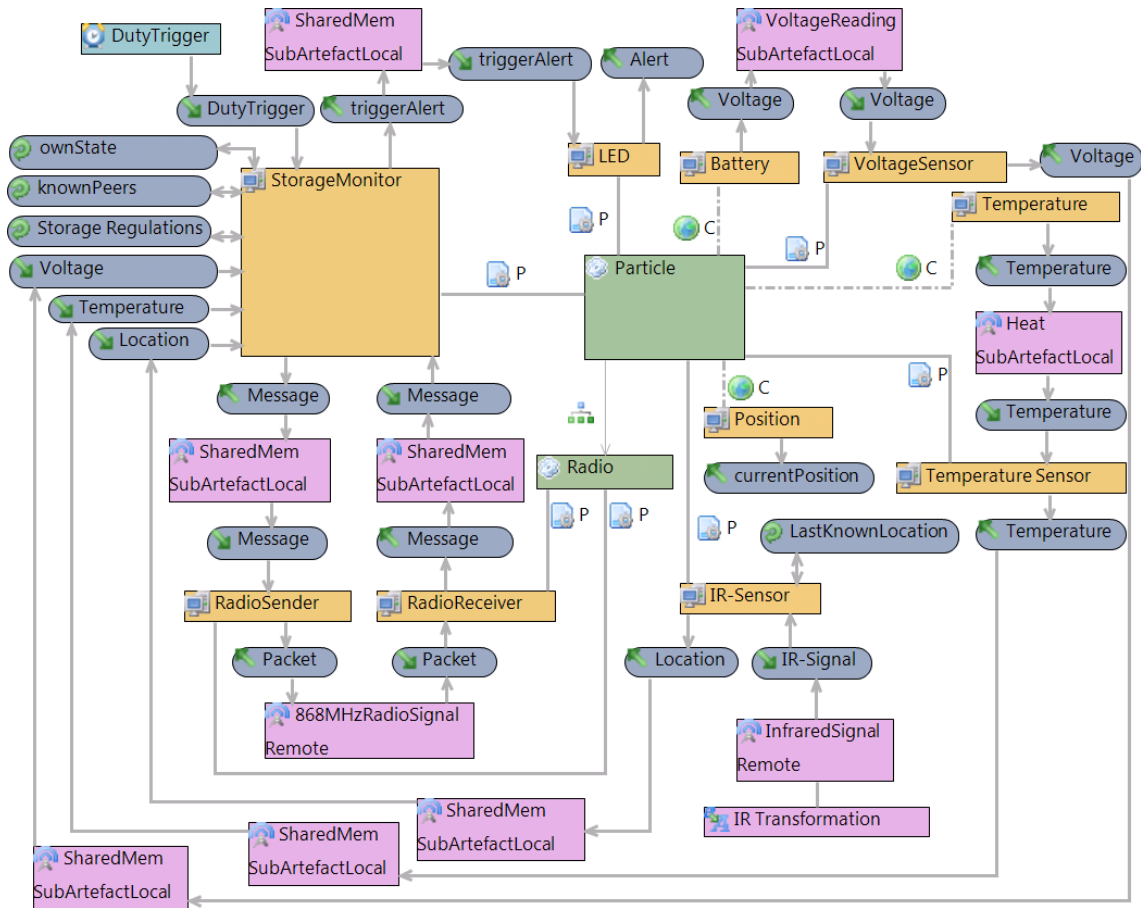 DutyTrigger
SharedMem
SubArtefactLocal
triggerAlert
Alert
VoltageReading
SubArtefactLocal
DutyTrigger
triggerAlert
Voltage
Voltage
ownState
knownPeers
Storage Regulations
Voltage
Temperature
Location
StorageMonitor
LED
Battery
VoltageSensor
Voltage
Temperature
P
C
P
C
P
Particle
Temperature
Heat
SubArtefactLocal
P
Message
Message
C
Position
Temperature
SharedMem
SubArtefactLocal
SharedMem
SubArtefactLocal
Radio
currentPosition
Temperature Sensor
P
P
P
Message
Message
LastKnownLocation
Temperature
RadioSender
RadioReceiver
IR-Sensor
Packet
Packet
Location
IR-Signal
868MHzRadioSignal
Remote
InfraredSignal
Remote
IR Transformation
SharedMem
SubArtefactLocal
SharedMem
SubArtefactLocal
SharedMem
SubArtefactLocal